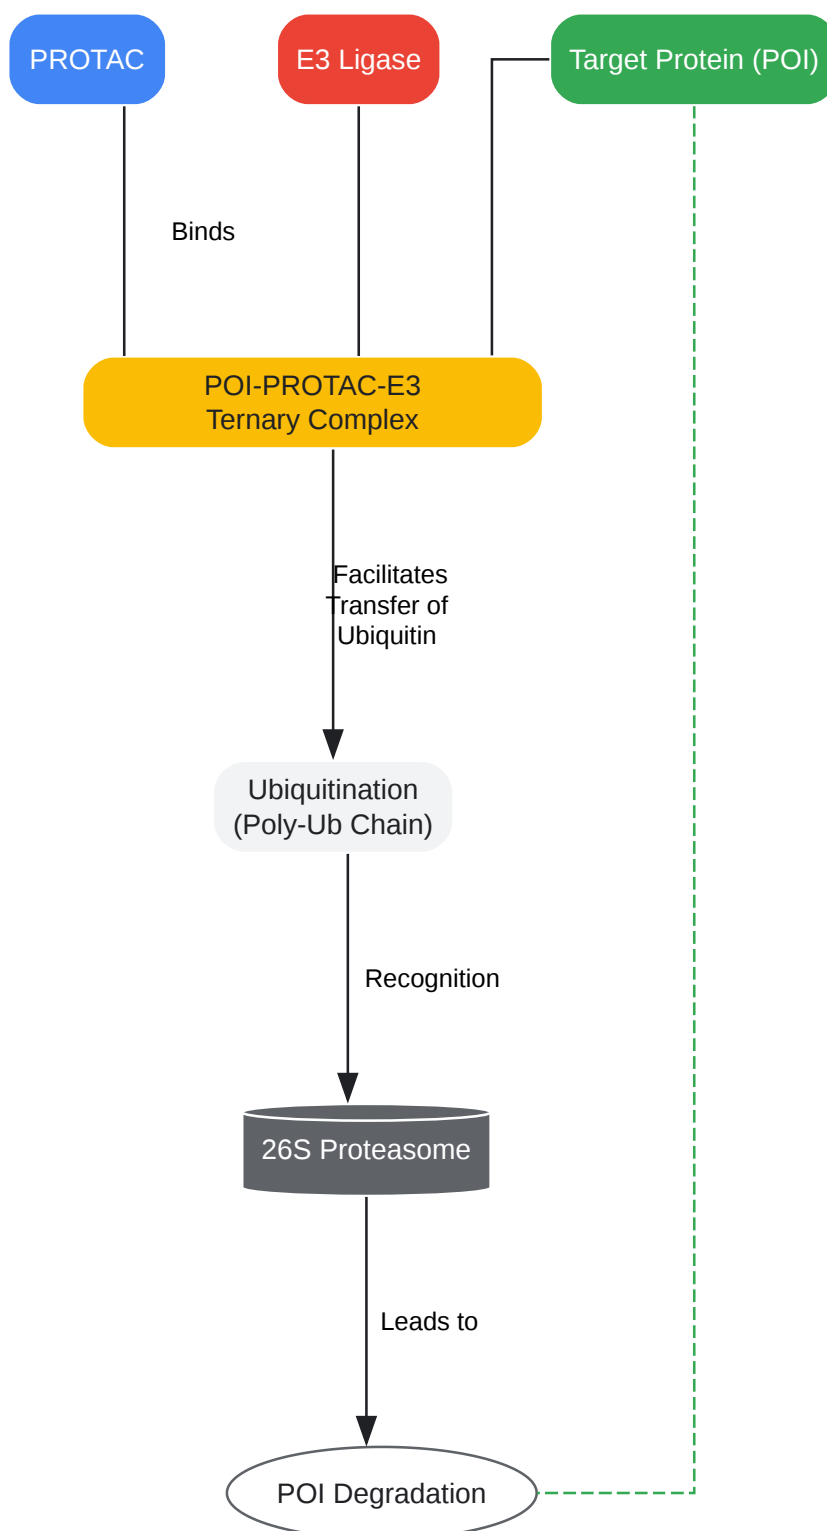 PROTAC
E3 Ligase
Target Protein (POI)
Binds
POI-PROTAC-E3
Ternary Complex
Facilitates
Transfer of
Ubiquitin
Ubiquitination
(Poly-Ub Chain)
Recognition
26S Proteasome
Leads to
POI Degradation